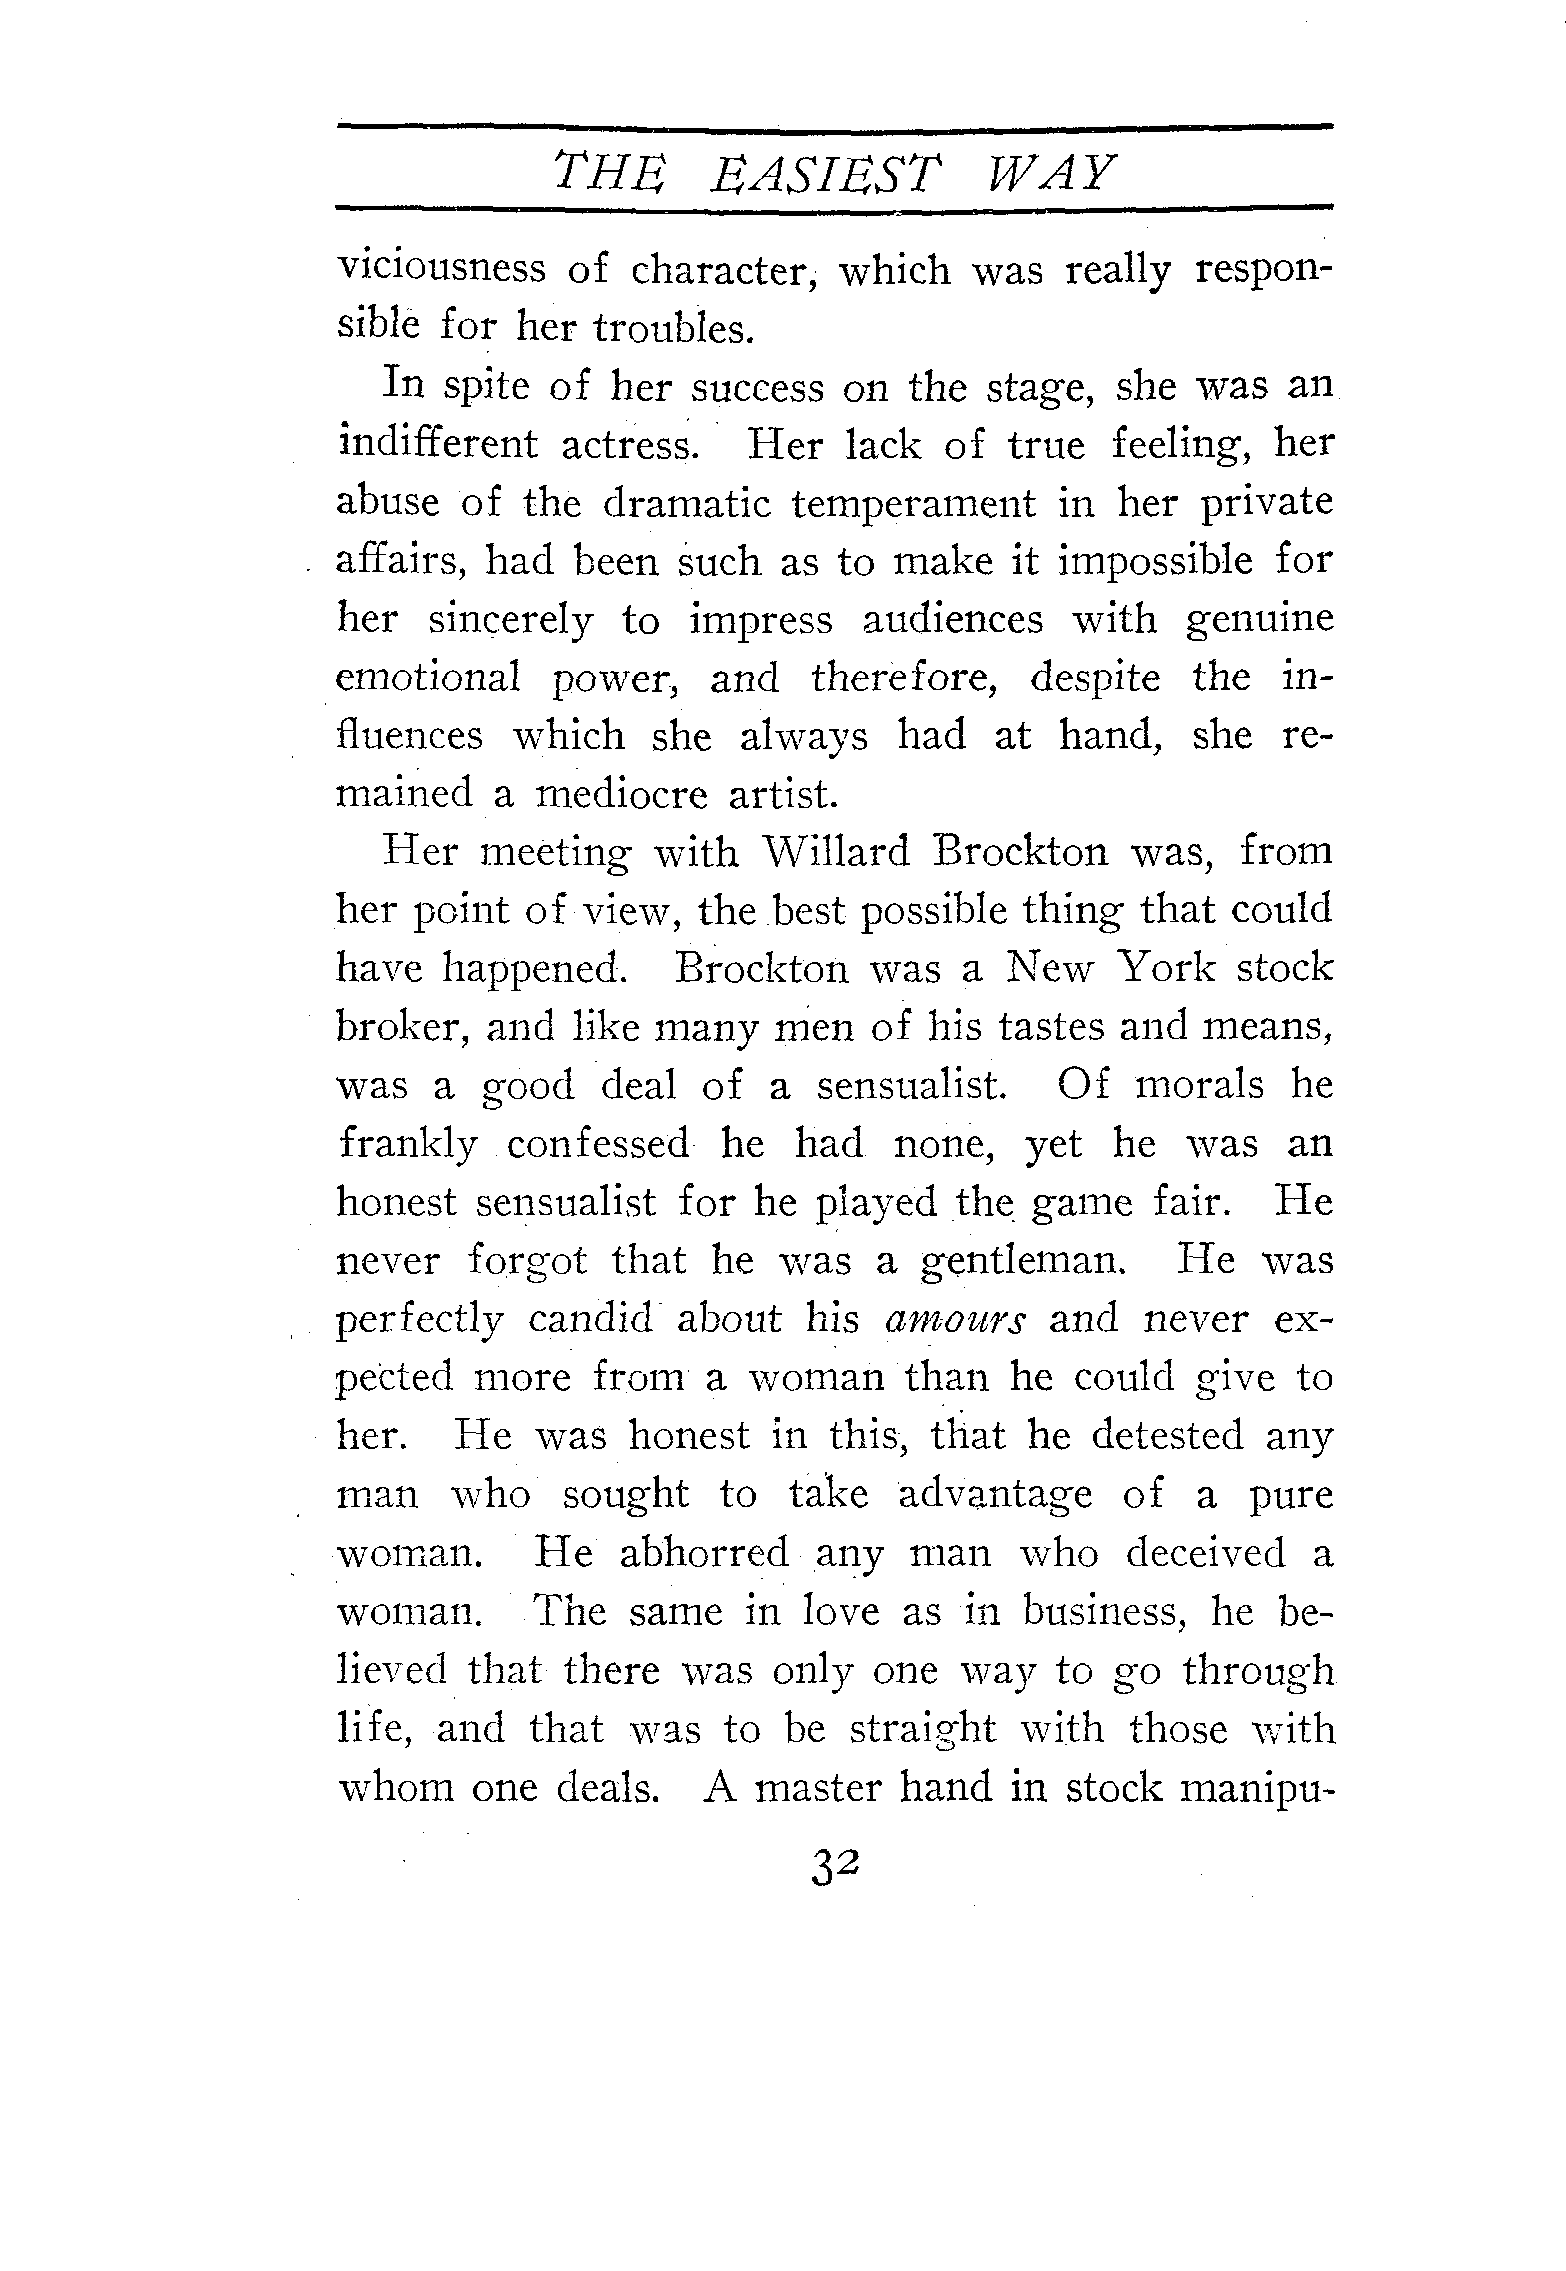 THE EASIEST WAY
viciousness of character, which was really respon-
sible for her troubles.
In spite of her success on the stage, she was an
indifferent actress. Her lack of true feeling, her
abuse of the dramatic temperament in her private
affairs, had been such as to make it impossible for
her sincerely to impress audiences with genuine
emotional power, and therefore, despite the in-
fluences which she always had at hand, she re-
mained a mediocre artist.
Her meeting with Willard Brockton was, from
her point of view, the best possible thing that could
have happened. Brockton was a New York stock
broker, and like many men of his tastes and means,
was a good deal of a sensualist. Of morals he
frankly confessed he had none, yet he was an
honest sensualist for he played the game fair. He
never forgot that he was a gentleman. He was
perfectly candid about his amours and never ex-
pected more from a woman than he could give to
her. He was honest in this, that he detested any
man who sought to take advantage of a pure
woman. He abhorred any man who deceived a
woman. The same in love as in business, he be-
lieved that there was only one way to go through
life, and that was to be straight with those with
whom one deals. A master hand in stock manipu-
32